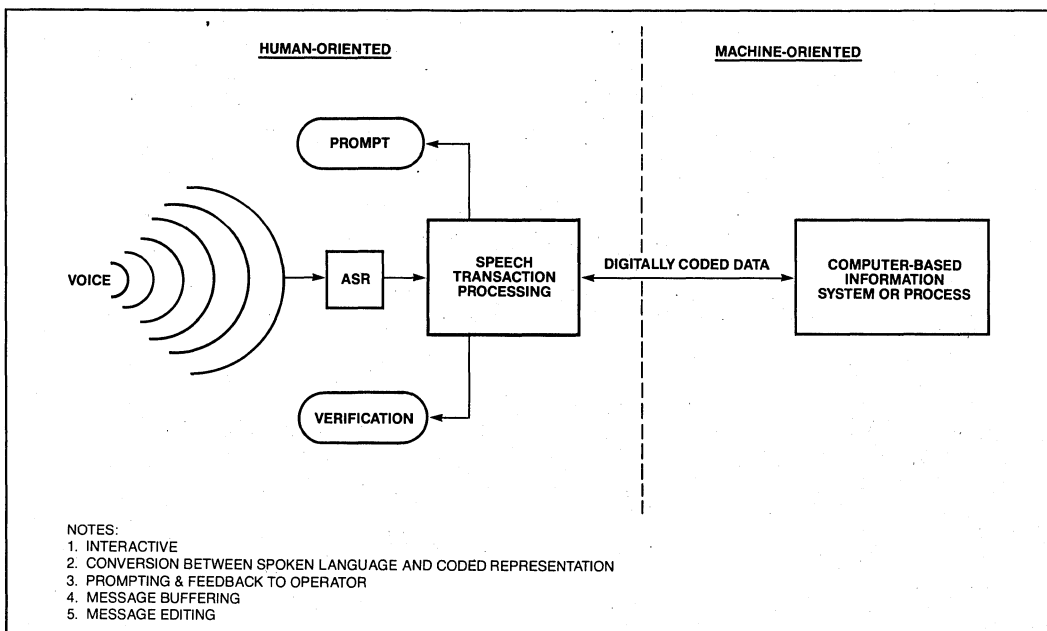 HUMAN-ORIENTED
MACHINE-ORIENTED
PROMPT
VOICE
ASR
SPEECH
TRANSACTION
PROCESSING
DIGITALLY CODED DATA
COMPUTER-BASED
INFORMATION
SYSTEM OR PROCESS
VERIFICATION
NOTES:
1. INTERACTIVE
2. CONVERSION BETWEEN SPOKEN LANGUAGE AND CODED REPRESENTATION
3. PROMPTING & FEEDBACK TO OPERATOR
4. MESSAGE BUFFERING
5. MESSAGE EDITING